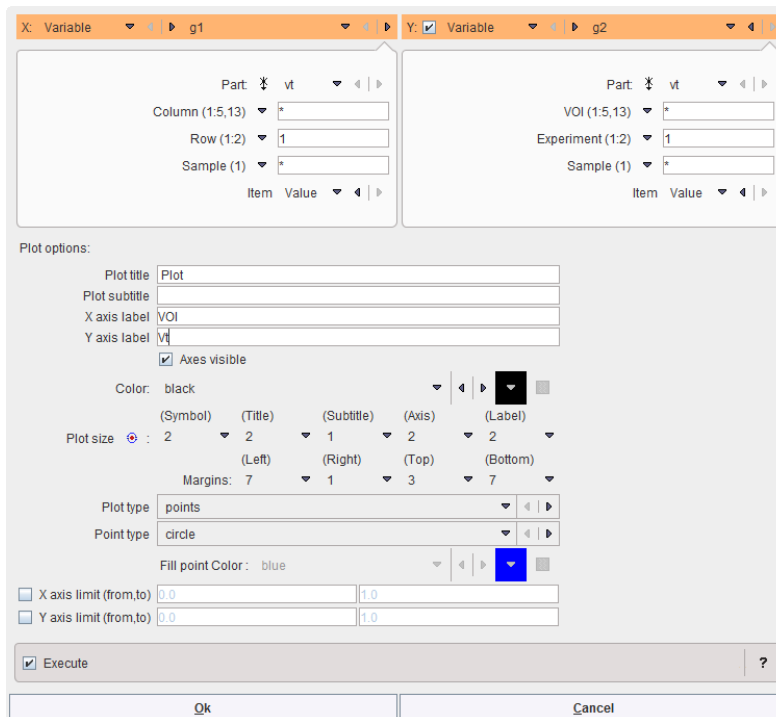 X: Variable g1 Y: Variable g2
Part vt Part vt
Column (1:5,13) * VOI (1:5,13) *
Row (1:2) 1 Experiment (1:2) 1
Sample (1) * Sample (1) *
Item Value Item Value
Plot options:
Plot title Plot
Plot subtitle
X axis label VOI
Y axis label Vt
Axes visible
Color: black
(Symbol) (Title) (Subtitle) (Axis) (Label)
Plot size : 2 2 1 2 2
(Left) (Right) (Top) (Bottom)
Margins: 7 1 3 7
Plot type points
Point type circle
Fill point Color : blue
X axis limit (from,to) 0.0 1.0
Y axis limit (from,to) 0.0 1.0
Execute ?
Ok Cancel